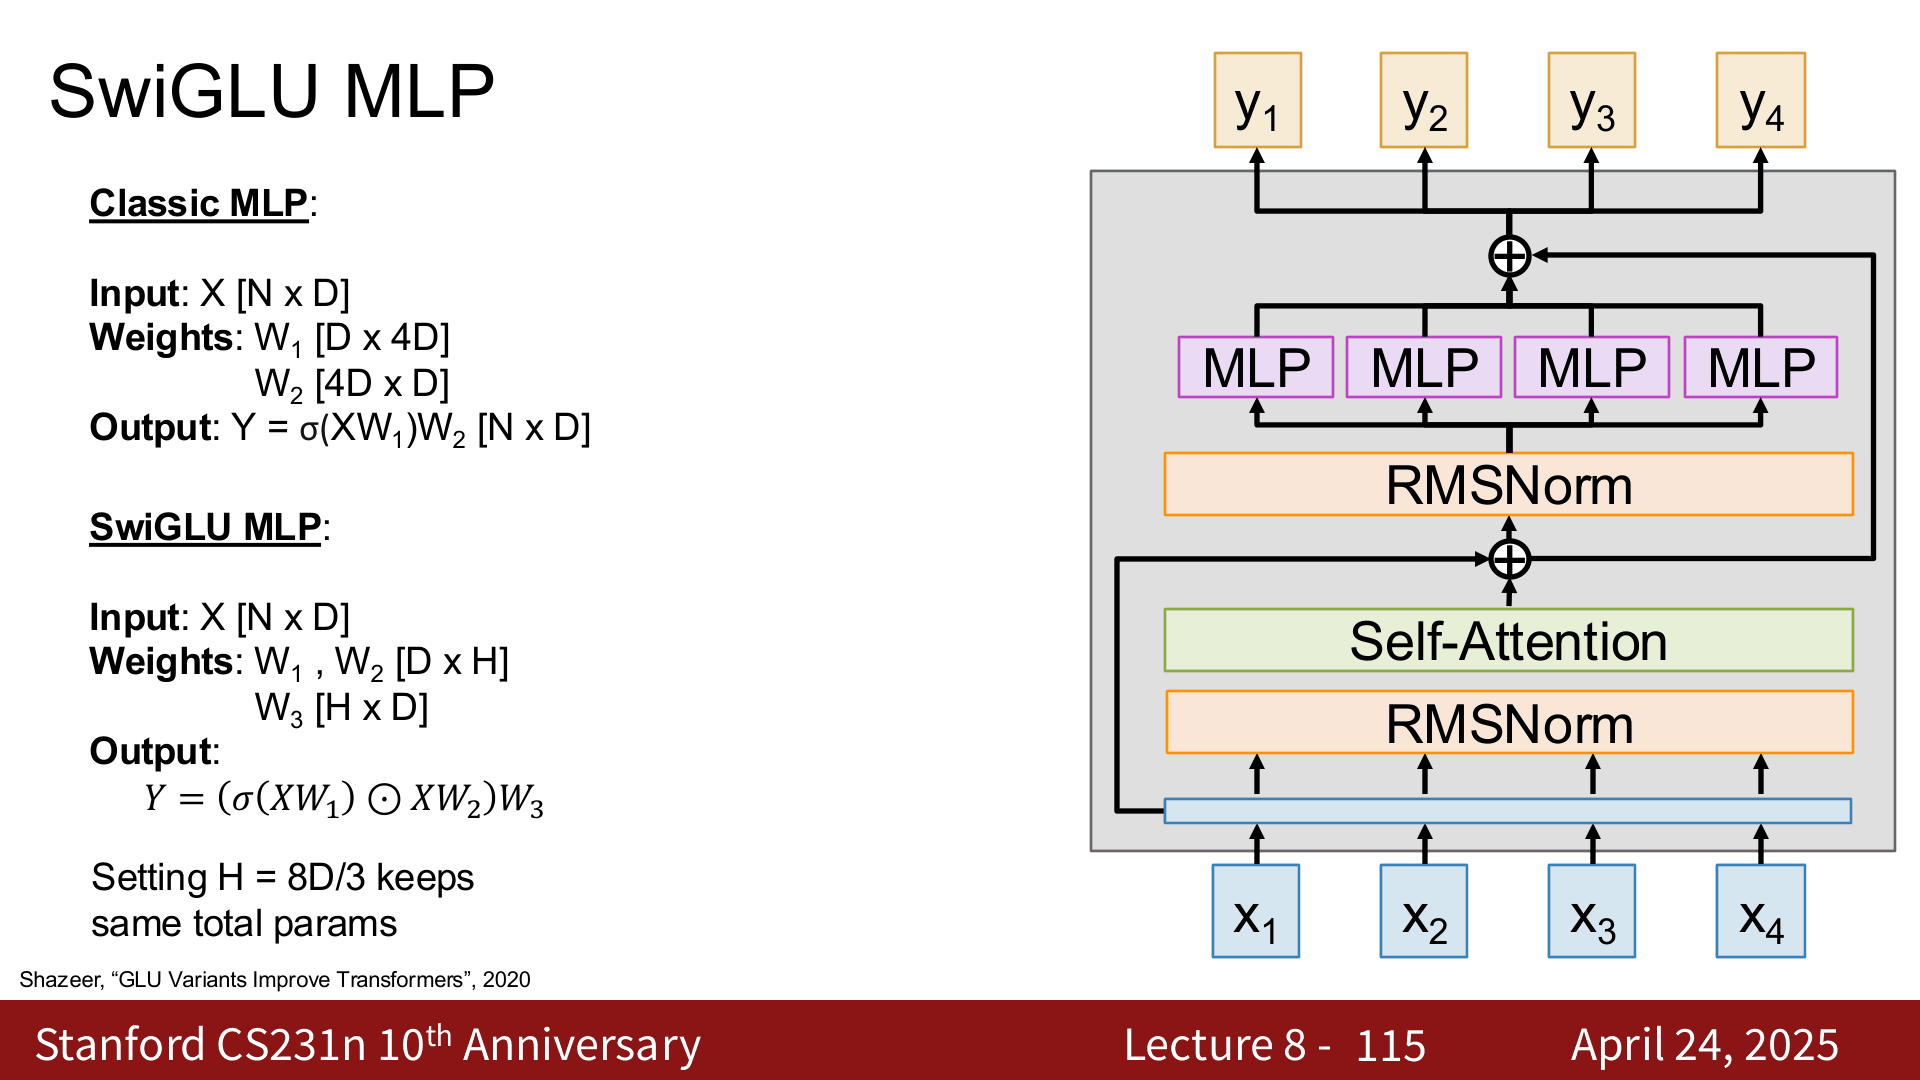 SwiGLU MLP
Classic MLP:
Input: X [N x D]
Weights: W₁ [D x 4D]
W₂ [4D x D]
Output: Y = σ(XW₁)W₂ [N x D]
SwiGLU MLP:
Input: X [N x D]
Weights: W₁ , W₂ [D x H]
W₃ [H x D]
Output:
Y = (σ(XW₁) ⊙ XW₂)W₃
Setting H = 8D/3 keeps
same total params
Shazeer, “GLU Variants Improve Transformers”, 2020
y₁ y₂ y₃ y₄
MLP MLP MLP MLP
RMSNorm
Self-Attention
RMSNorm
x₁ x₂ x₃ x₄
Stanford CS231n 10th Anniversary
Lecture 8 - 115
April 24, 2025